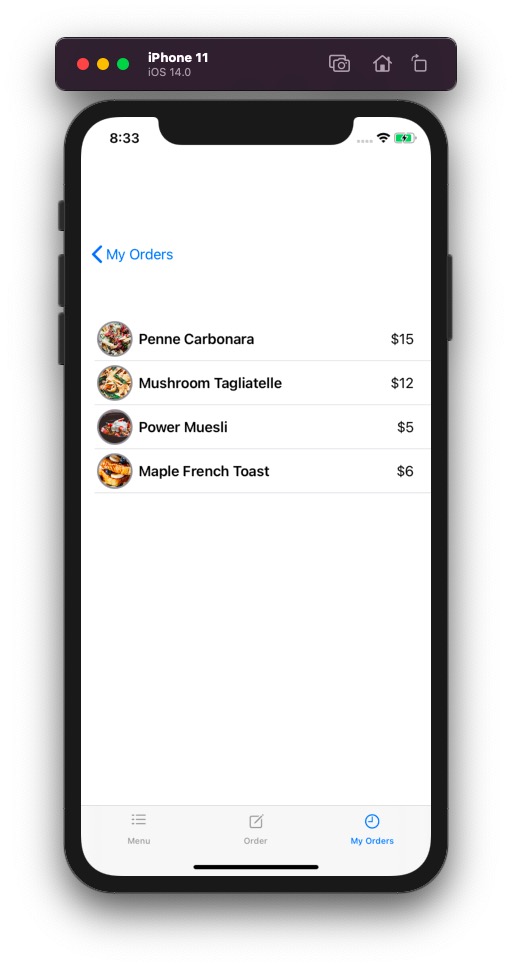 iPhone 11
iOS 14.0
8:33
My Orders
Penne Carbonara $15
Mushroom Tagliatelle $12
Power Muesli $5
Maple French Toast $6
Menu Order My Orders